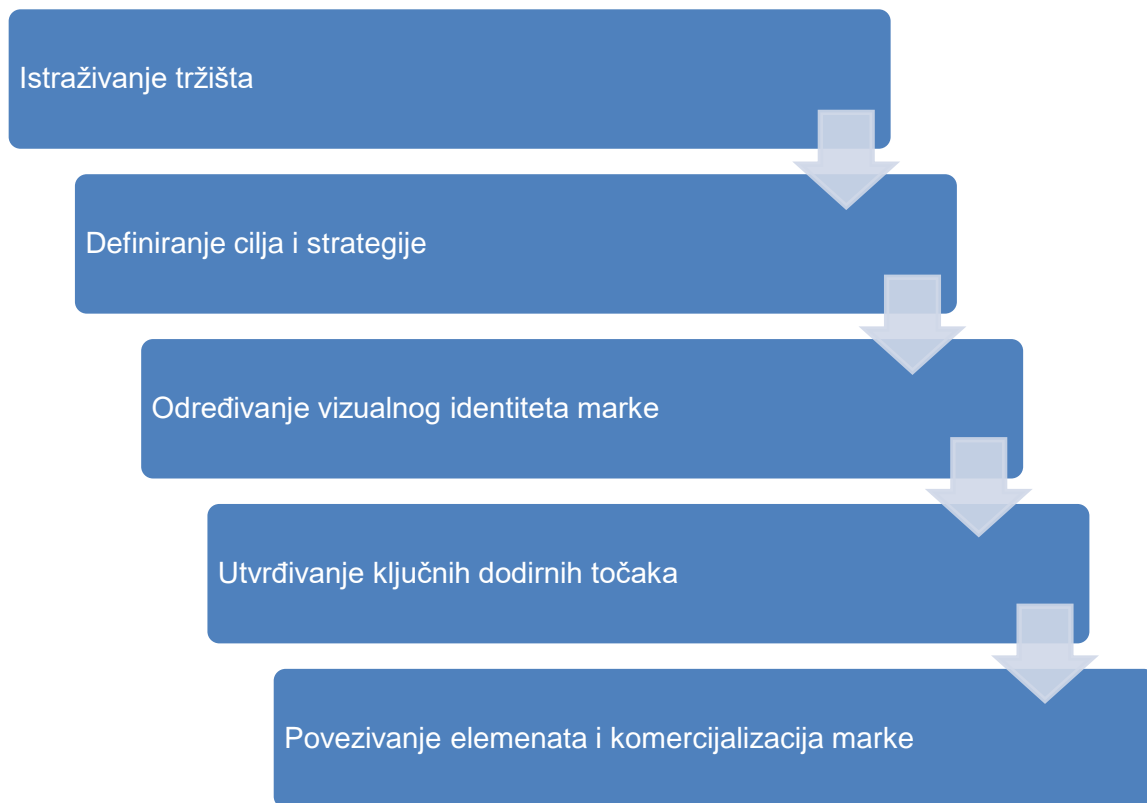 Istraživanje tržišta
Definiranje cilja i strategije
Određivanje vizualnog identiteta marke
Utvrđivanje ključnih dodirnih točaka
Povezivanje elemenata i komercijalizacija marke